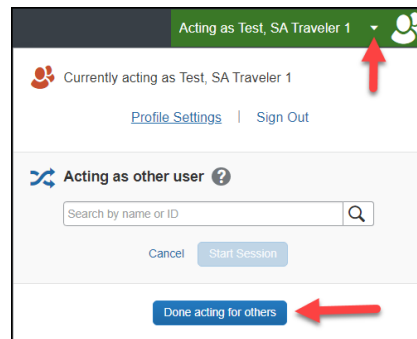 Acting as Test, SA Traveler 1
Currently acting as Test, SA Traveler 1
Profile Settings | Sign Out
Acting as other user ?
Search by name or ID
Cancel Start Session
Done acting for others